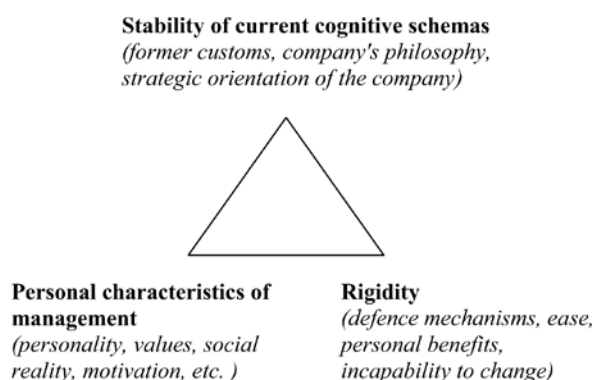 Stability of current cognitive schemas
(former customs, company's philosophy,
strategic orientation of the company)
Personal characteristics of
management
(personality, values, social
reality, motivation, etc. )
Rigidity
(defence mechanisms, ease,
personal benefits,
incapability to change)